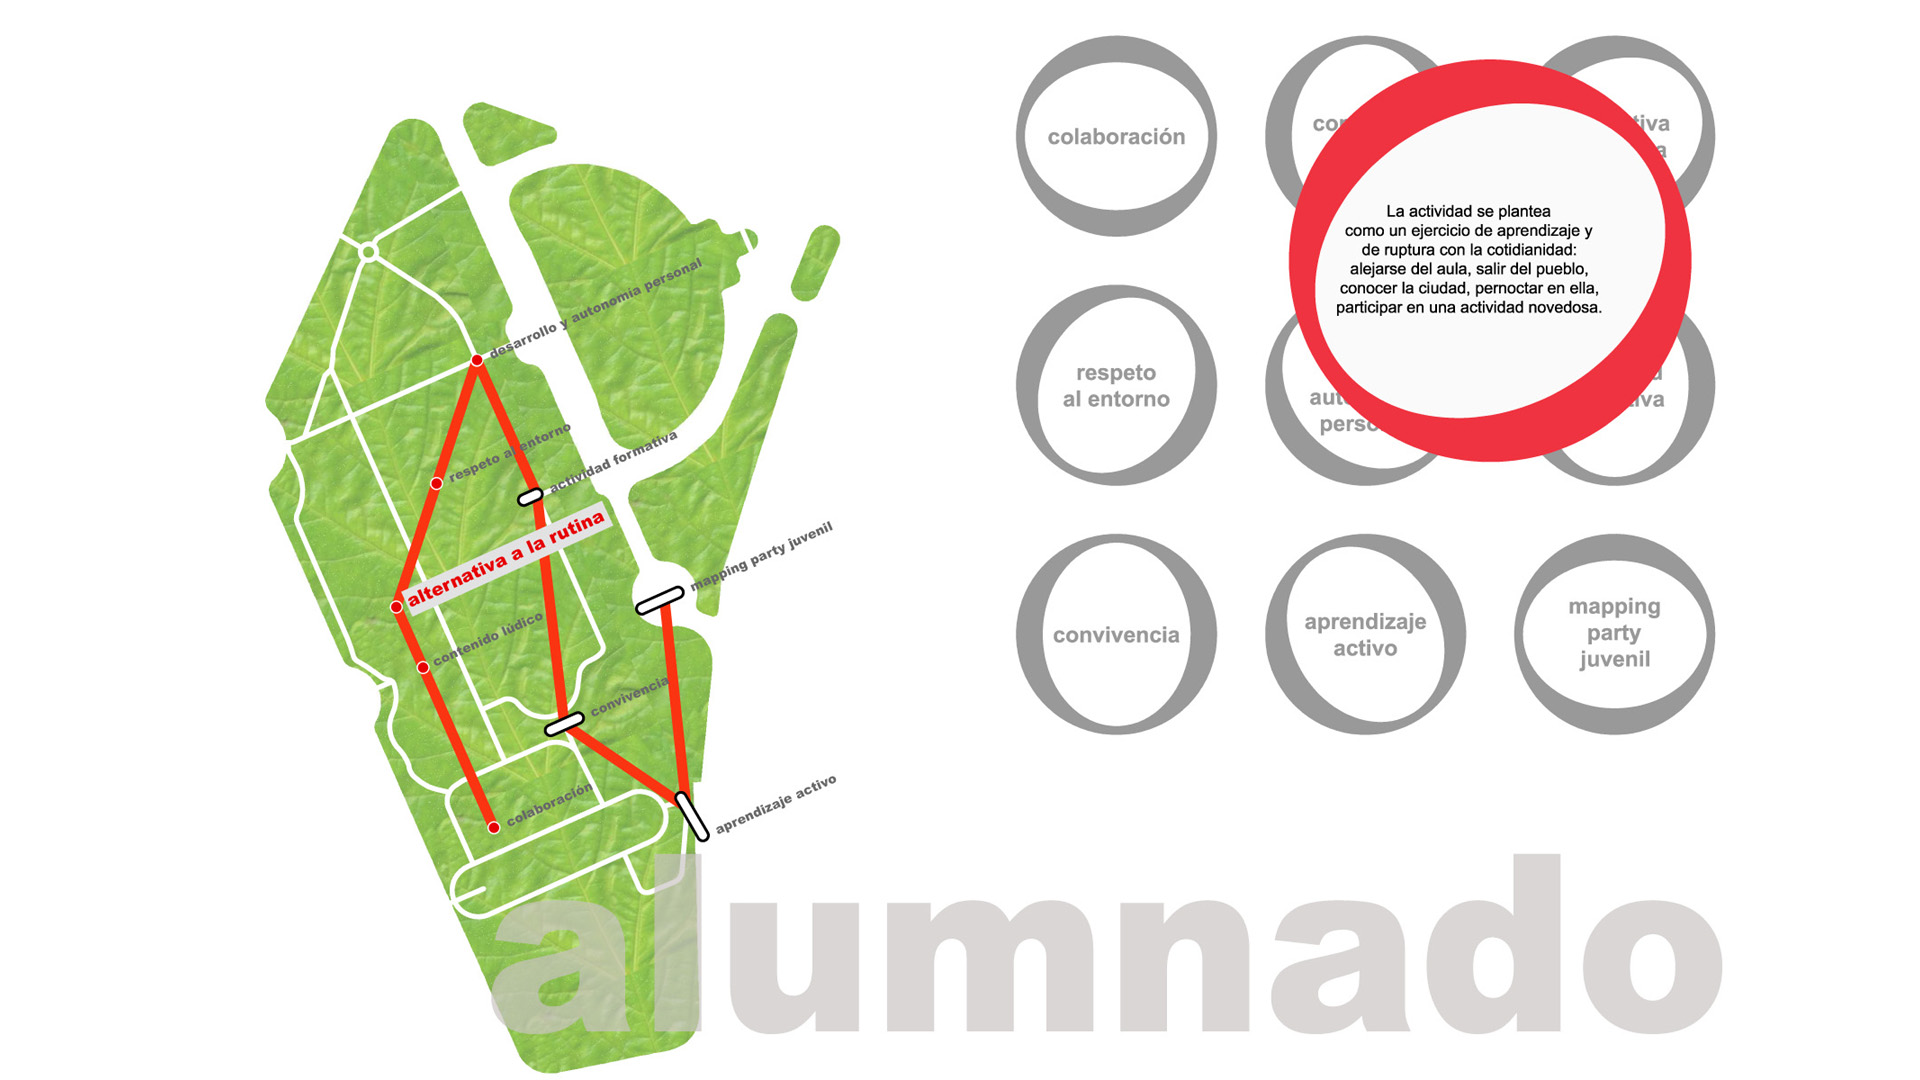 desarrollo y autonomía personal
respeto al entorno
actividad formativa
alternativa a la rutina
mapping party juvenil
contenido lúdico
convivencia
colaboración
aprendizaje activo
colaboración
La actividad se plantea
como un ejercicio de aprendizaje y
de ruptura con la cotidianidad:
alejarse del aula, salir del pueblo,
conocer la ciudad, pernoctar en ella,
participar en una actividad novedosa.
respeto
al entorno
convivencia
aprendizaje
activo
mapping
party
juvenil
alumnado